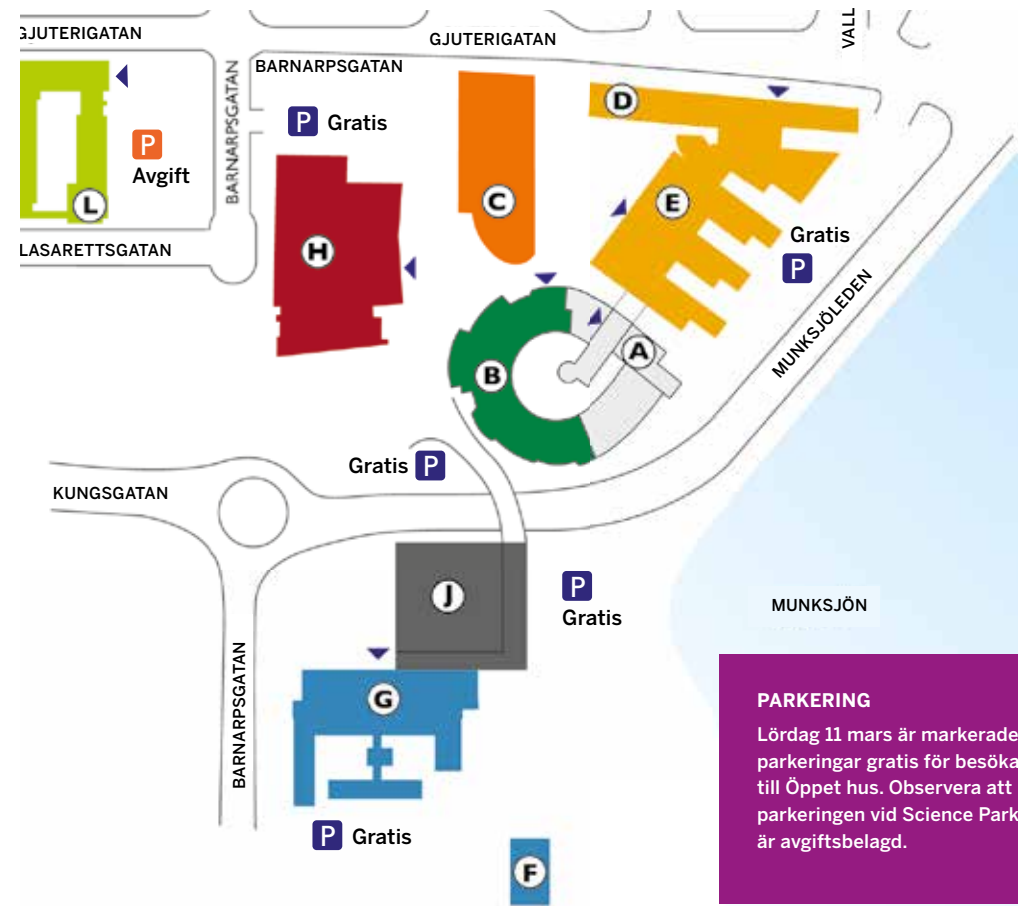 GJUTERIGATAN
GJUTERIGATAN
VALL
BARNARPSGATAN
BARNARPSGATAN
D
P Gratis
P
Avgift
L
C
E
LASARETTSGATAN
H
Gratis
P
MUNKSJÖLEDEN
A
B
Gratis P
KUNGSGATAN
J
P
Gratis
MUNKSJÖN
BARNARPSGATAN
G
PARKERING
Lördag 11 mars är markerade
parkeringar gratis för besöka
till Öppet hus. Observera att
parkeringen vid Science Park
är avgiftsbelagd.
P Gratis
F